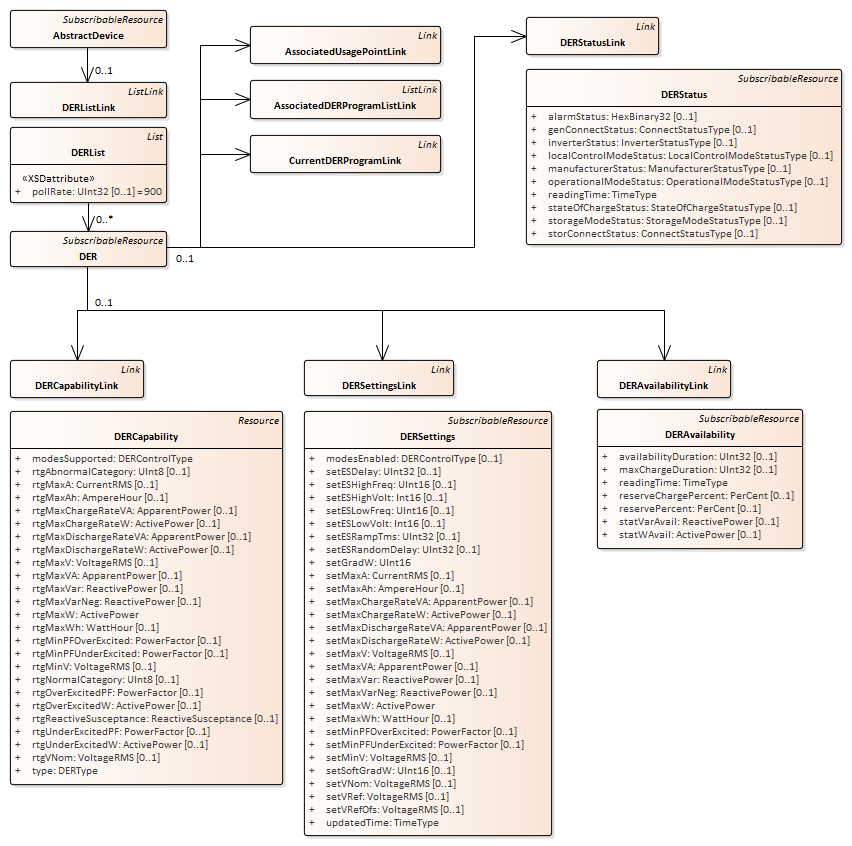 SubscribableResource
AbstractDevice
0..1
ListLink
DERListLink
List
DERList
«XSDattribute»
+ pollRate: UInt32 [0..1] = 900
0..*
SubscribableResource
DER
0..1
0..1
Link
AssociatedUsagePointLink
ListLink
AssociatedDERProgramListLink
Link
CurrentDERProgramLink
Link
DERStatusLink
SubscribableResource
DERStatus
+ alarmStatus: HexBinary32 [0..1]
+ genConnectStatus: ConnectStatusType [0..1]
+ inverterStatus: InverterStatusType [0..1]
+ localControlModeStatus: LocalControlModeStatusType [0..1]
+ manufacturerStatus: ManufacturerStatusType [0..1]
+ operationalModeStatus: OperationalModeStatusType [0..1]
+ readingTime: TimeType
+ stateOfChargeStatus: StateOfChargeStatusType [0..1]
+ storageModeStatus: StorageModeStatusType [0..1]
+ storConnectStatus: ConnectStatusType [0..1]
Link
DERCapabilityLink
Resource
DERCapability
+ modesSupported: DERControlType
+ rtgAbnormalCategory: UInt8 [0..1]
+ rtgMaxA: CurrentRMS [0..1]
+ rtgMaxAh: AmpereHour [0..1]
+ rtgMaxChargeRateVA: ApparentPower [0..1]
+ rtgMaxChargeRateW: ActivePower [0..1]
+ rtgMaxDischargeRateVA: ApparentPower [0..1]
+ rtgMaxDischargeRateW: ActivePower [0..1]
+ rtgMaxV: VoltageRMS [0..1]
+ rtgMaxVA: ApparentPower [0..1]
+ rtgMaxVar: ReactivePower [0..1]
+ rtgMaxVarNeg: ReactivePower [0..1]
+ rtgMaxW: ActivePower
+ rtgMaxWh: WattHour [0..1]
+ rtgMinPFOverExcited: PowerFactor [0..1]
+ rtgMinPFUnderExcited: PowerFactor [0..1]
+ rtgMinV: VoltageRMS [0..1]
+ rtgNormalCategory: UInt8 [0..1]
+ rtgOverExcitedPF: PowerFactor [0..1]
+ rtgOverExcitedW: ActivePower [0..1]
+ rtgReactiveSusceptance: ReactiveSusceptance [0..1]
+ rtgUnderExcitedPF: PowerFactor [0..1]
+ rtgUnderExcitedW: ActivePower [0..1]
+ rtgVNom: VoltageRMS [0..1]
+ type: DERType
Link
DERSettingsLink
SubscribableResource
DERSettings
+ modesEnabled: DERControlType [0..1]
+ setESDelay: UInt32 [0..1]
+ setESHighFreq: UInt16 [0..1]
+ setESHighVolt: Int16 [0..1]
+ setESLowFreq: UInt16 [0..1]
+ setESLowVolt: Int16 [0..1]
+ setESRampTms: UInt32 [0..1]
+ setESRandomDelay: UInt32 [0..1]
+ setGradW: UInt16
+ setMaxA: CurrentRMS [0..1]
+ setMaxAh: AmpereHour [0..1]
+ setMaxChargeRateVA: ApparentPower [0..1]
+ setMaxChargeRateW: ActivePower [0..1]
+ setMaxDischargeRateVA: ApparentPower [0..1]
+ setMaxDischargeRateW: ActivePower [0..1]
+ setMaxV: VoltageRMS [0..1]
+ setMaxVA: ApparentPower [0..1]
+ setMaxVar: ReactivePower [0..1]
+ setMaxVarNeg: ReactivePower [0..1]
+ setMaxW: ActivePower
+ setMaxWh: WattHour [0..1]
+ setMinPFOverExcited: PowerFactor [0..1]
+ setMinPFUnderExcited: PowerFactor [0..1]
+ setMinV: VoltageRMS [0..1]
+ setSoftGradW: UInt16 [0..1]
+ setVNom: VoltageRMS [0..1]
+ setVRef: VoltageRMS [0..1]
+ setVRefOfs: VoltageRMS [0..1]
+ updatedTime: TimeType
Link
DERAvailabilityLink
SubscribableResource
DERAvailability
+ availabilityDuration: UInt32 [0..1]
+ maxChargeDuration: UInt32 [0..1]
+ readingTime: TimeType
+ reserveChargePercent: PerCent [0..1]
+ reservePercent: PerCent [0..1]
+ statVarAvail: ReactivePower [0..1]
+ statWAvail: ActivePower [0..1]